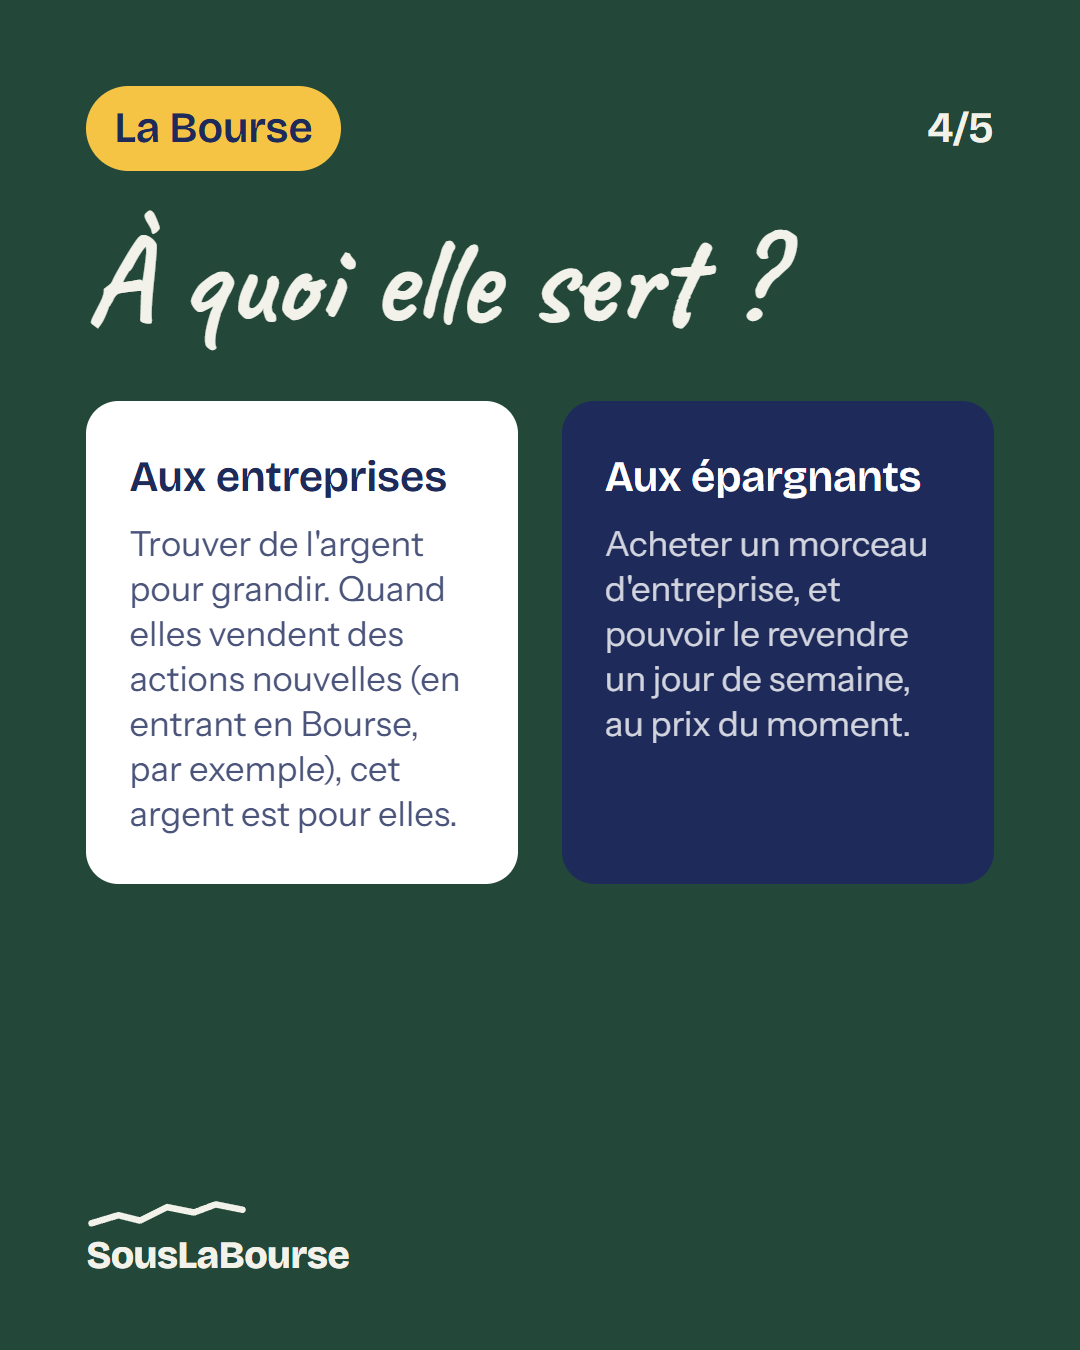 La Bourse
4/5
À quoi elle sert ?
Aux entreprises
Trouver de l'argent
pour grandir. Quand
elles vendent des
actions nouvelles (en
entrant en Bourse,
par exemple), cet
argent est pour elles.
Aux épargnants
Acheter un morceau
d'entreprise, et
pouvoir le revendre
un jour de semaine,
au prix du moment.
SousLaBourse